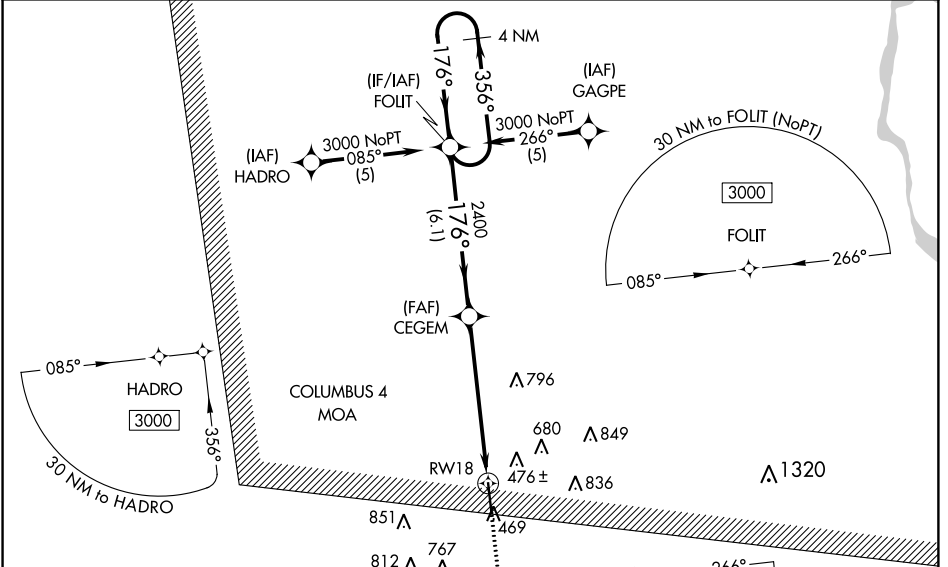 4 NM
176°
356°
(IF/IAF)
FOLIT
(IAF)
GAGPE
3000 NoPT
266°
(5)
(IAF)
HADRO
3000 NoPT
085°
(5)
2400
176°
(6.1)
30 NM to FOLIT (NoPT)
3000
FOLIT
085°
266°
(FAF)
CEGEM
085°
HADRO
3000
356°
30 NM to HADRO
COLUMBUS 4
MOA
796
680
849
476 ±
836
1320
RW18
469
851
812
767
266°